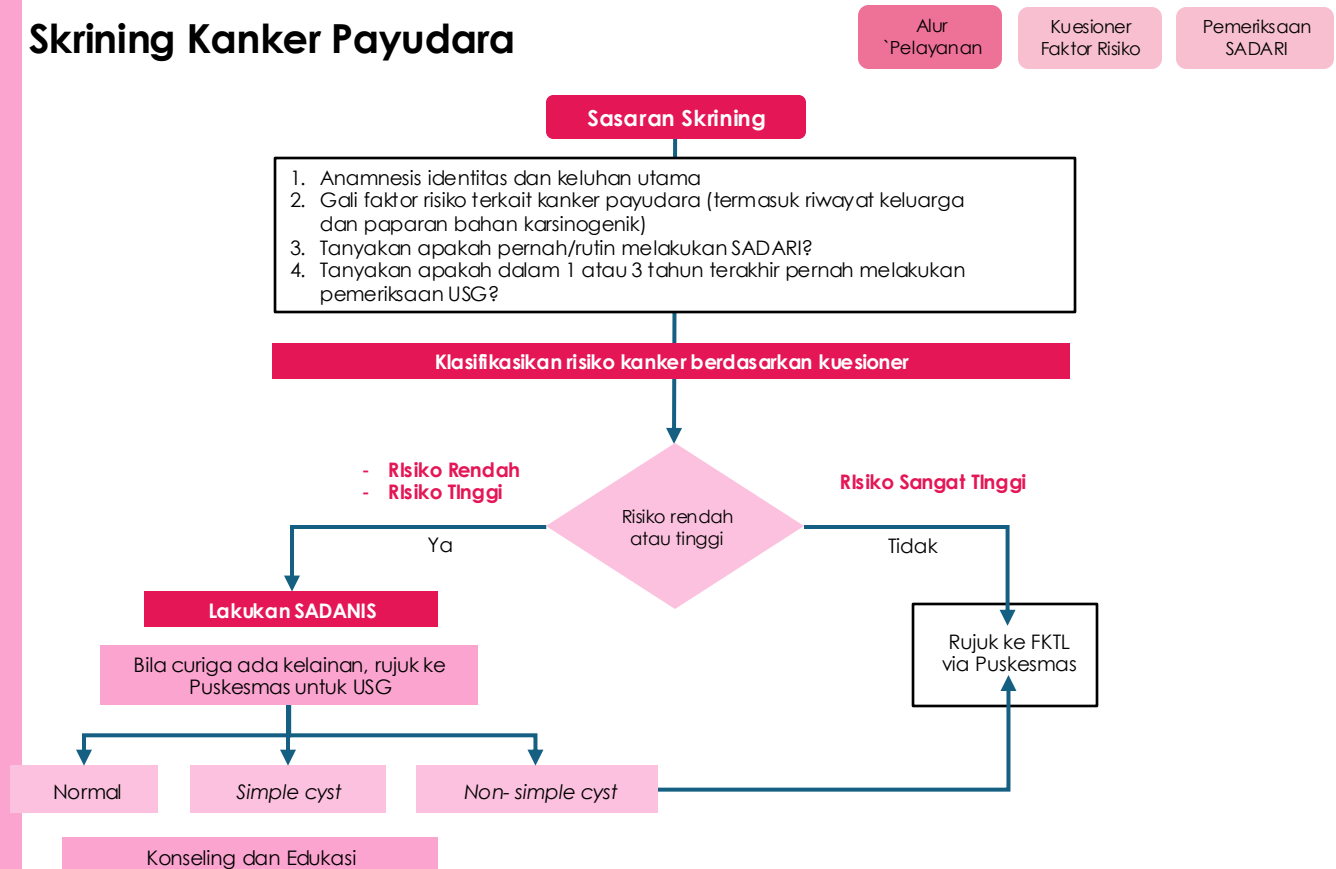 Skrining Kanker Payudara
Alur
`Pelayanan
Kuesioner
Faktor Risiko
Pemeriksaan
SADARI
Sasaran Skrining
1. Anamnesis identitas dan keluhan utama
2. Gali faktor risiko terkait kanker payudara (termasuk riwayat keluarga
dan paparan bahan karsinogenik)
3. Tanyakan apakah pernah/rutin melakukan SADARI?
4. Tanyakan apakah dalam 1 atau 3 tahun terakhir pernah melakukan
pemeriksaan USG?
Klasifikasikan risiko kanker berdasarkan kuesioner
- RIsiko Rendah
- RIsiko TInggi
RIsiko Sangat TInggi
Risiko rendah
atau tinggi
Ya
Tidak
Lakukan SADANIS
Bila curiga ada kelainan, rujuk ke
Puskesmas untuk USG
Rujuk ke FKTL
via Puskesmas
Normal
Simple cyst
Non- simple cyst
Konseling dan Edukasi